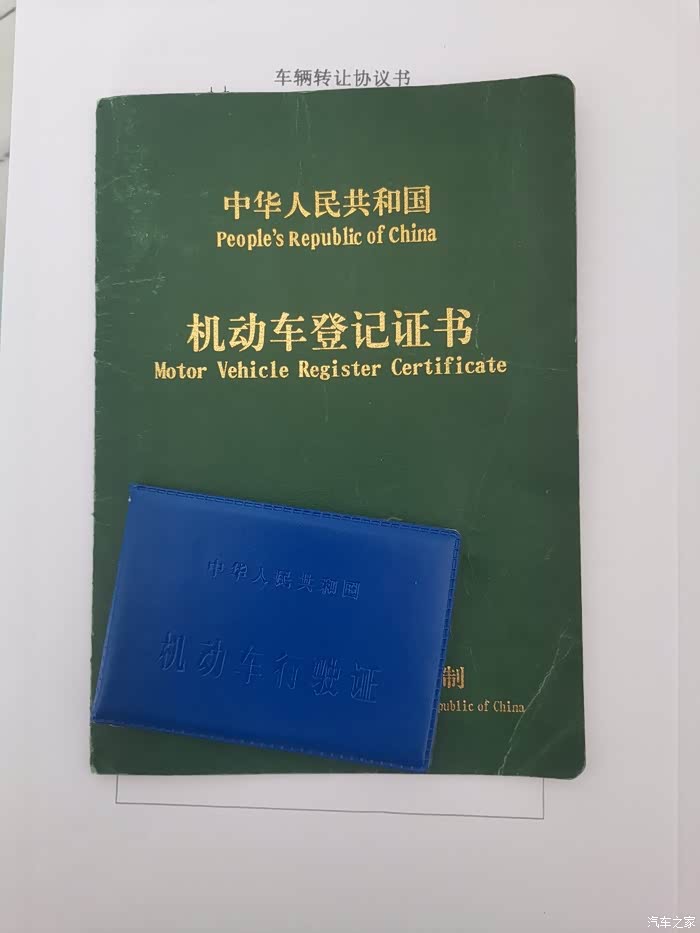 车辆转让协议书
中华人民共和国
People's Republic of China
机动车登记证书
Motor Vehicle Register Certificate
中华人民共和国
机动车行驶证
制
public of China
汽车之家